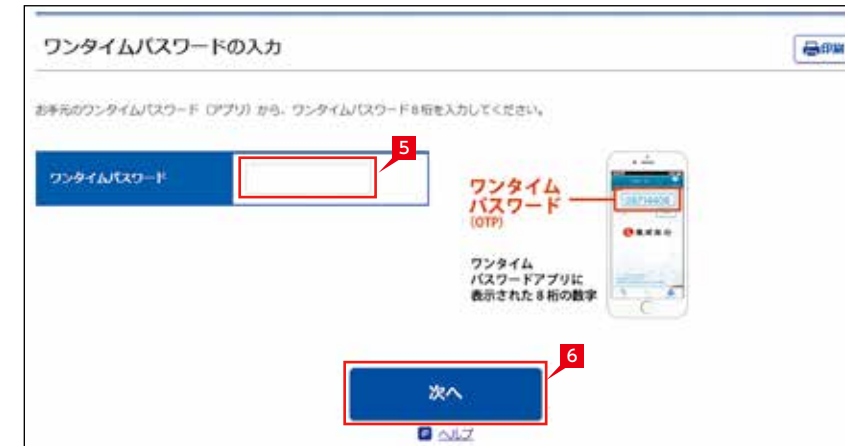 ワンタイムパスワードの入力
印刷
お手元のワンタイムパスワード（アプリ）から、ワンタイムパスワード8桁を入力してください。
5
ワンタイムパスワード
ワンタイム
パスワード
(OTP)
ワンタイム
パスワードアプリに
表示された8桁の数字
6
次へ
ヘルプ